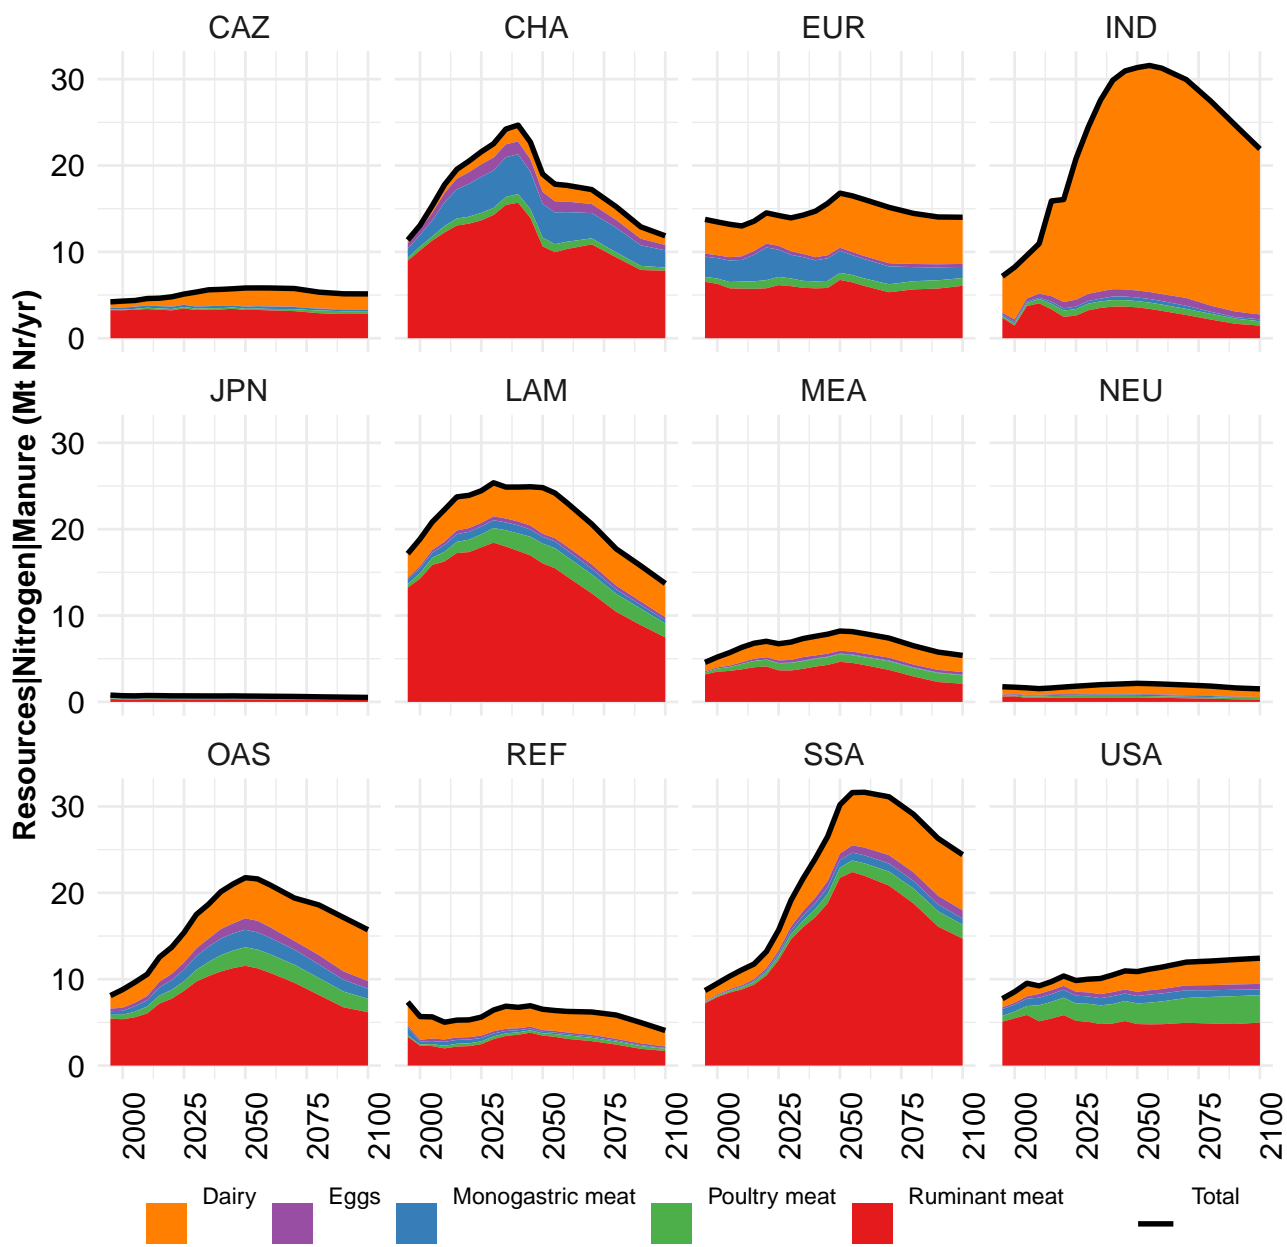 CAZ CHA EUR IND
30
20
10
0
JPN LAM MEA NEU
30
20
10
0
OAS REF SSA USA
30
20
10
0
Resources|Nitrogen|Manure (Mt Nr/yr)
2000 2025 2050 2075 2100 2000 2025 2050 2075 2100 2000 2025 2050 2075 2100 2000 2025 2050 2075 2100
Dairy Eggs Monogastric meat Poultry meat Ruminant meat Total